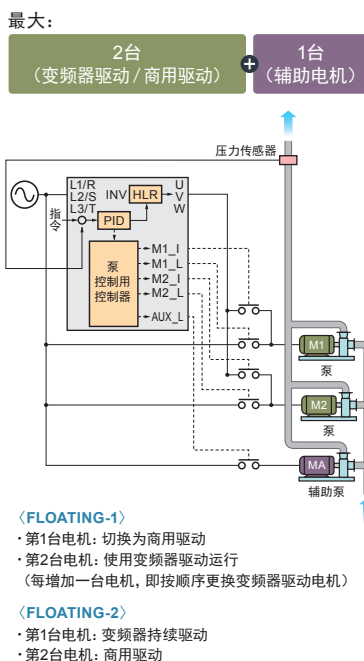 最大：
2台
（变频器驱动 / 商用驱动）
+
1台
（辅助电机）
压力传感器
L1/R
L2/S
L3/T
INV
HLR
U
V
W
指令
PID
泵
控制用
控制器
M1_I
M1_L
M2_I
M2_L
AUX_L
M1
泵
M2
泵
MA
辅助泵
〈FLOATING-1〉
・第1台电机：切换为商用驱动
・第2台电机：使用变频器驱动运行
（每增加一台电机，即按顺序更换变频器驱动电机）
〈FLOATING-2〉
・第1台电机：变频器持续驱动
・第2台电机：商用驱动